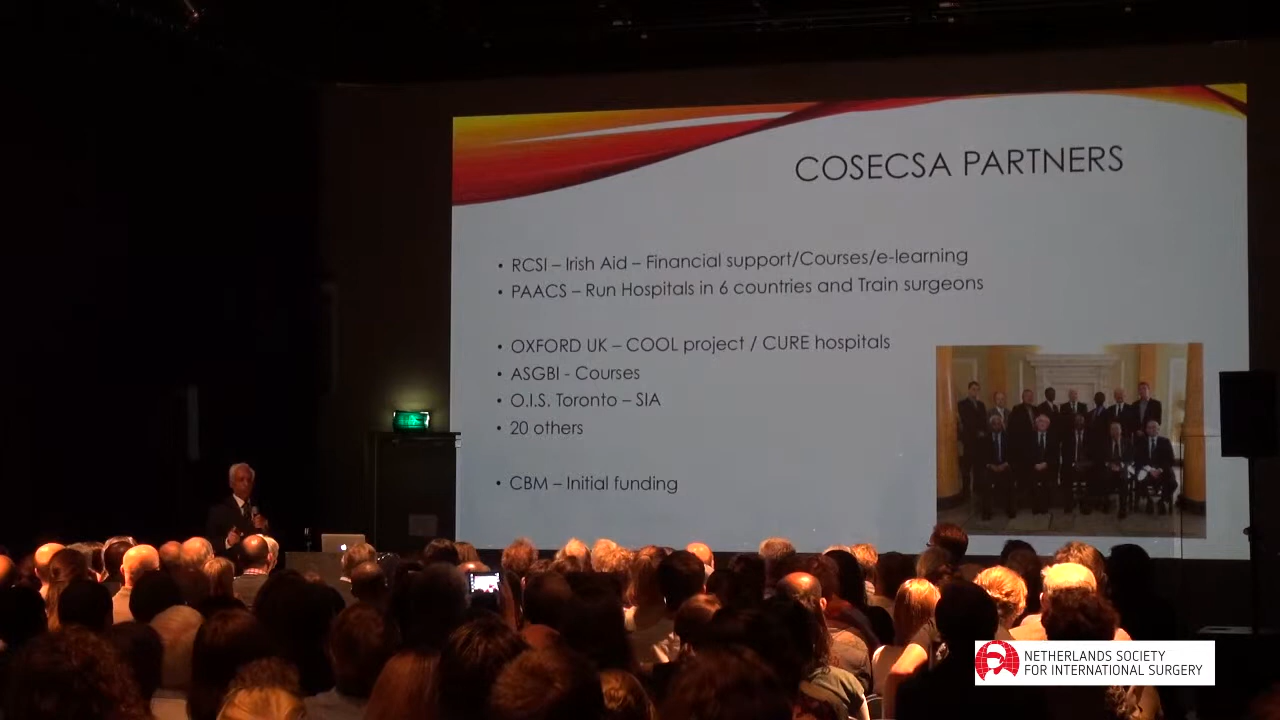 COSECSA PARTNERS
• RCSI – Irish Aid – Financial support/Courses/e-learning
• PAACS – Run Hospitals in 6 countries and Train surgeons
• OXFORD UK – COOL project / CURE hospitals
• ASGBI - Courses
• O.I.S. Toronto – SIA
• 20 others
• CBM – Initial funding
NETHERLANDS SOCIETY
FOR INTERNATIONAL SURGERY